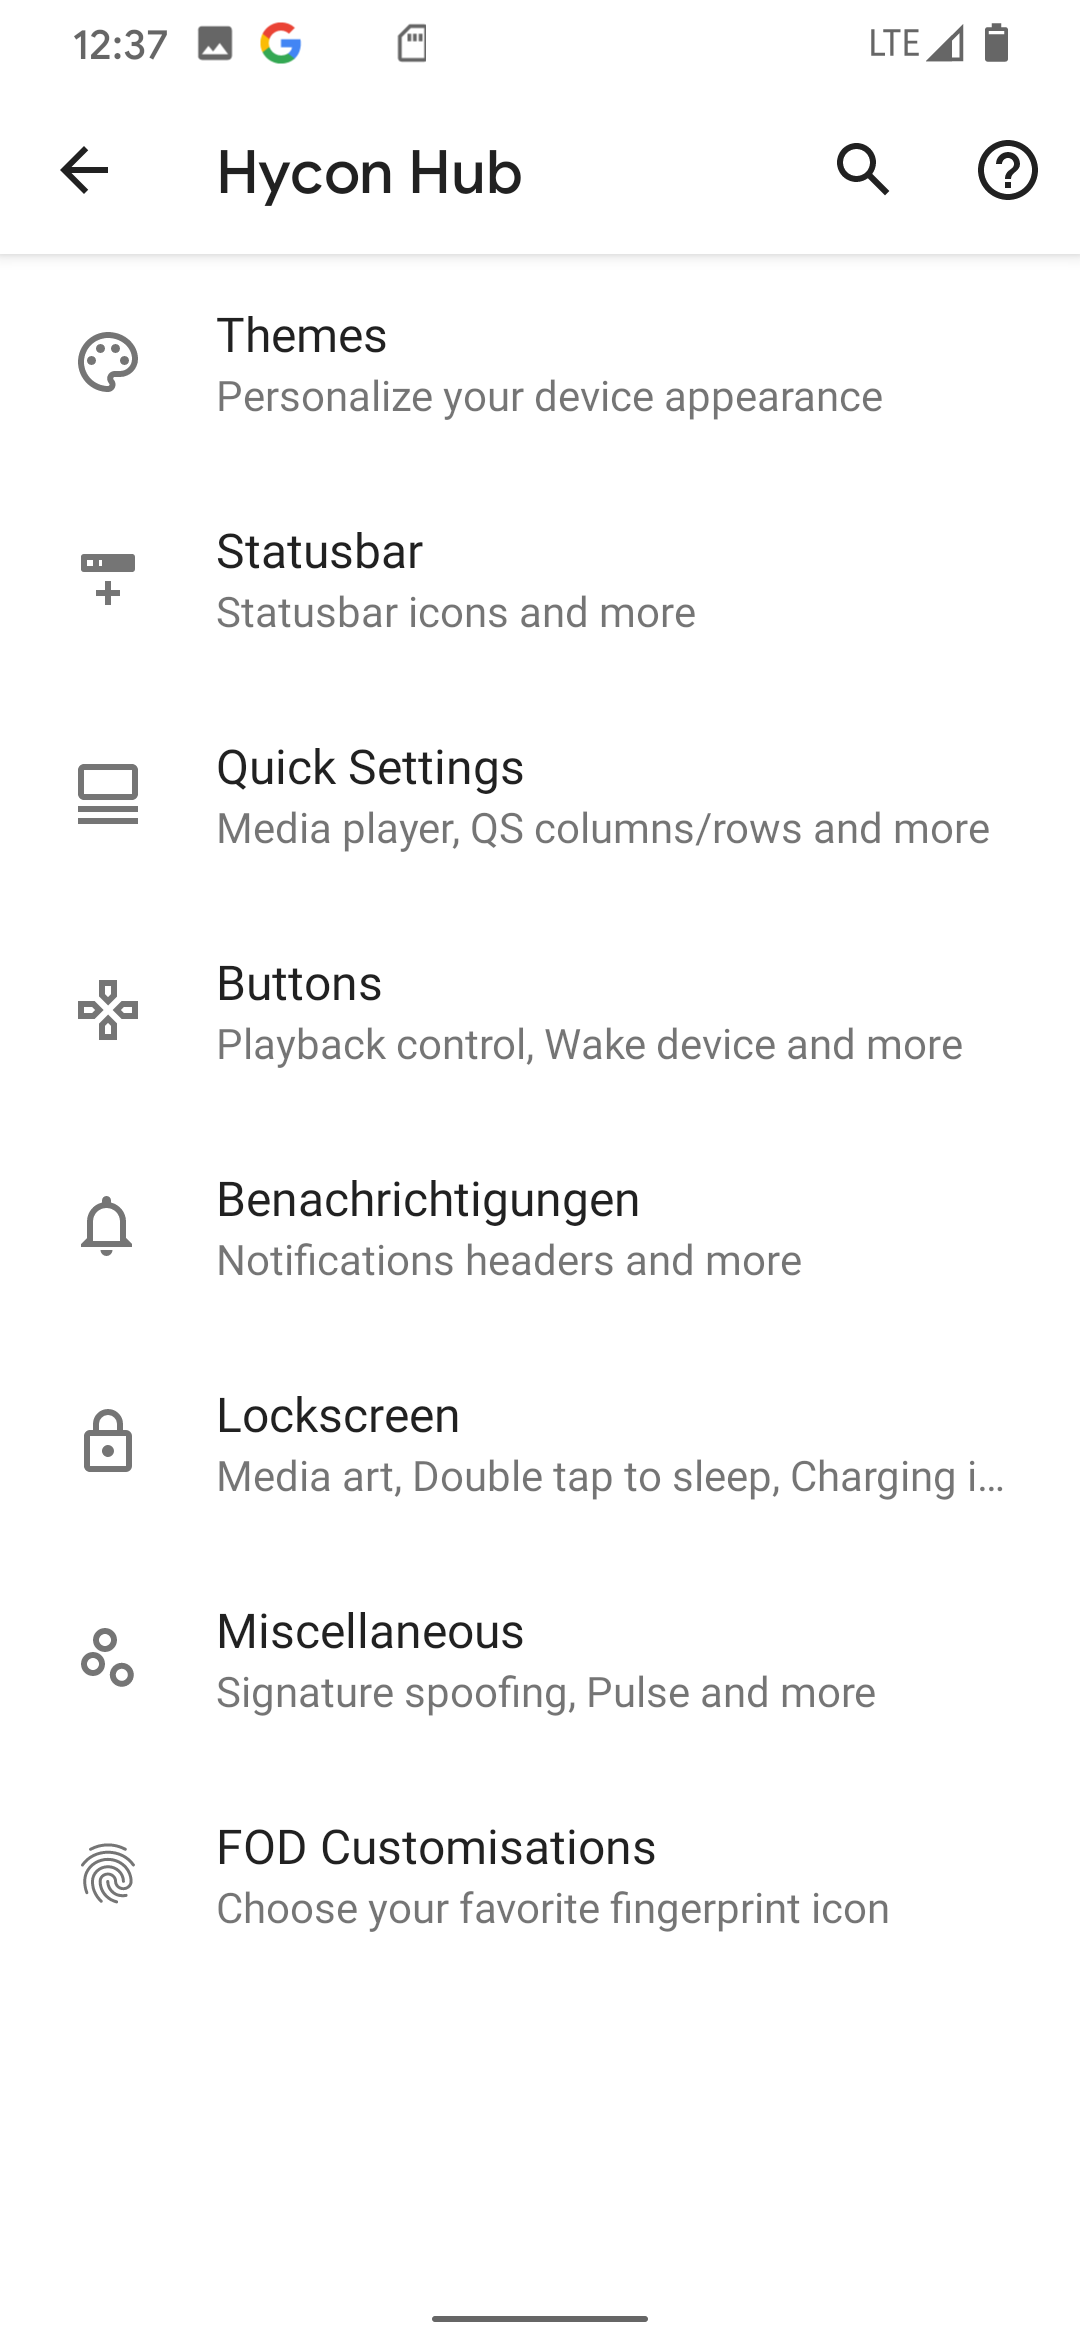 12:37 LTE
Hycon Hub
Themes
Personalize your device appearance
Statusbar
Statusbar icons and more
Quick Settings
Media player, QS columns/rows and more
Buttons
Playback control, Wake device and more
Benachrichtigungen
Notifications headers and more
Lockscreen
Media art, Double tap to sleep, Charging i...
Miscellaneous
Signature spoofing, Pulse and more
FOD Customisations
Choose your favorite fingerprint icon